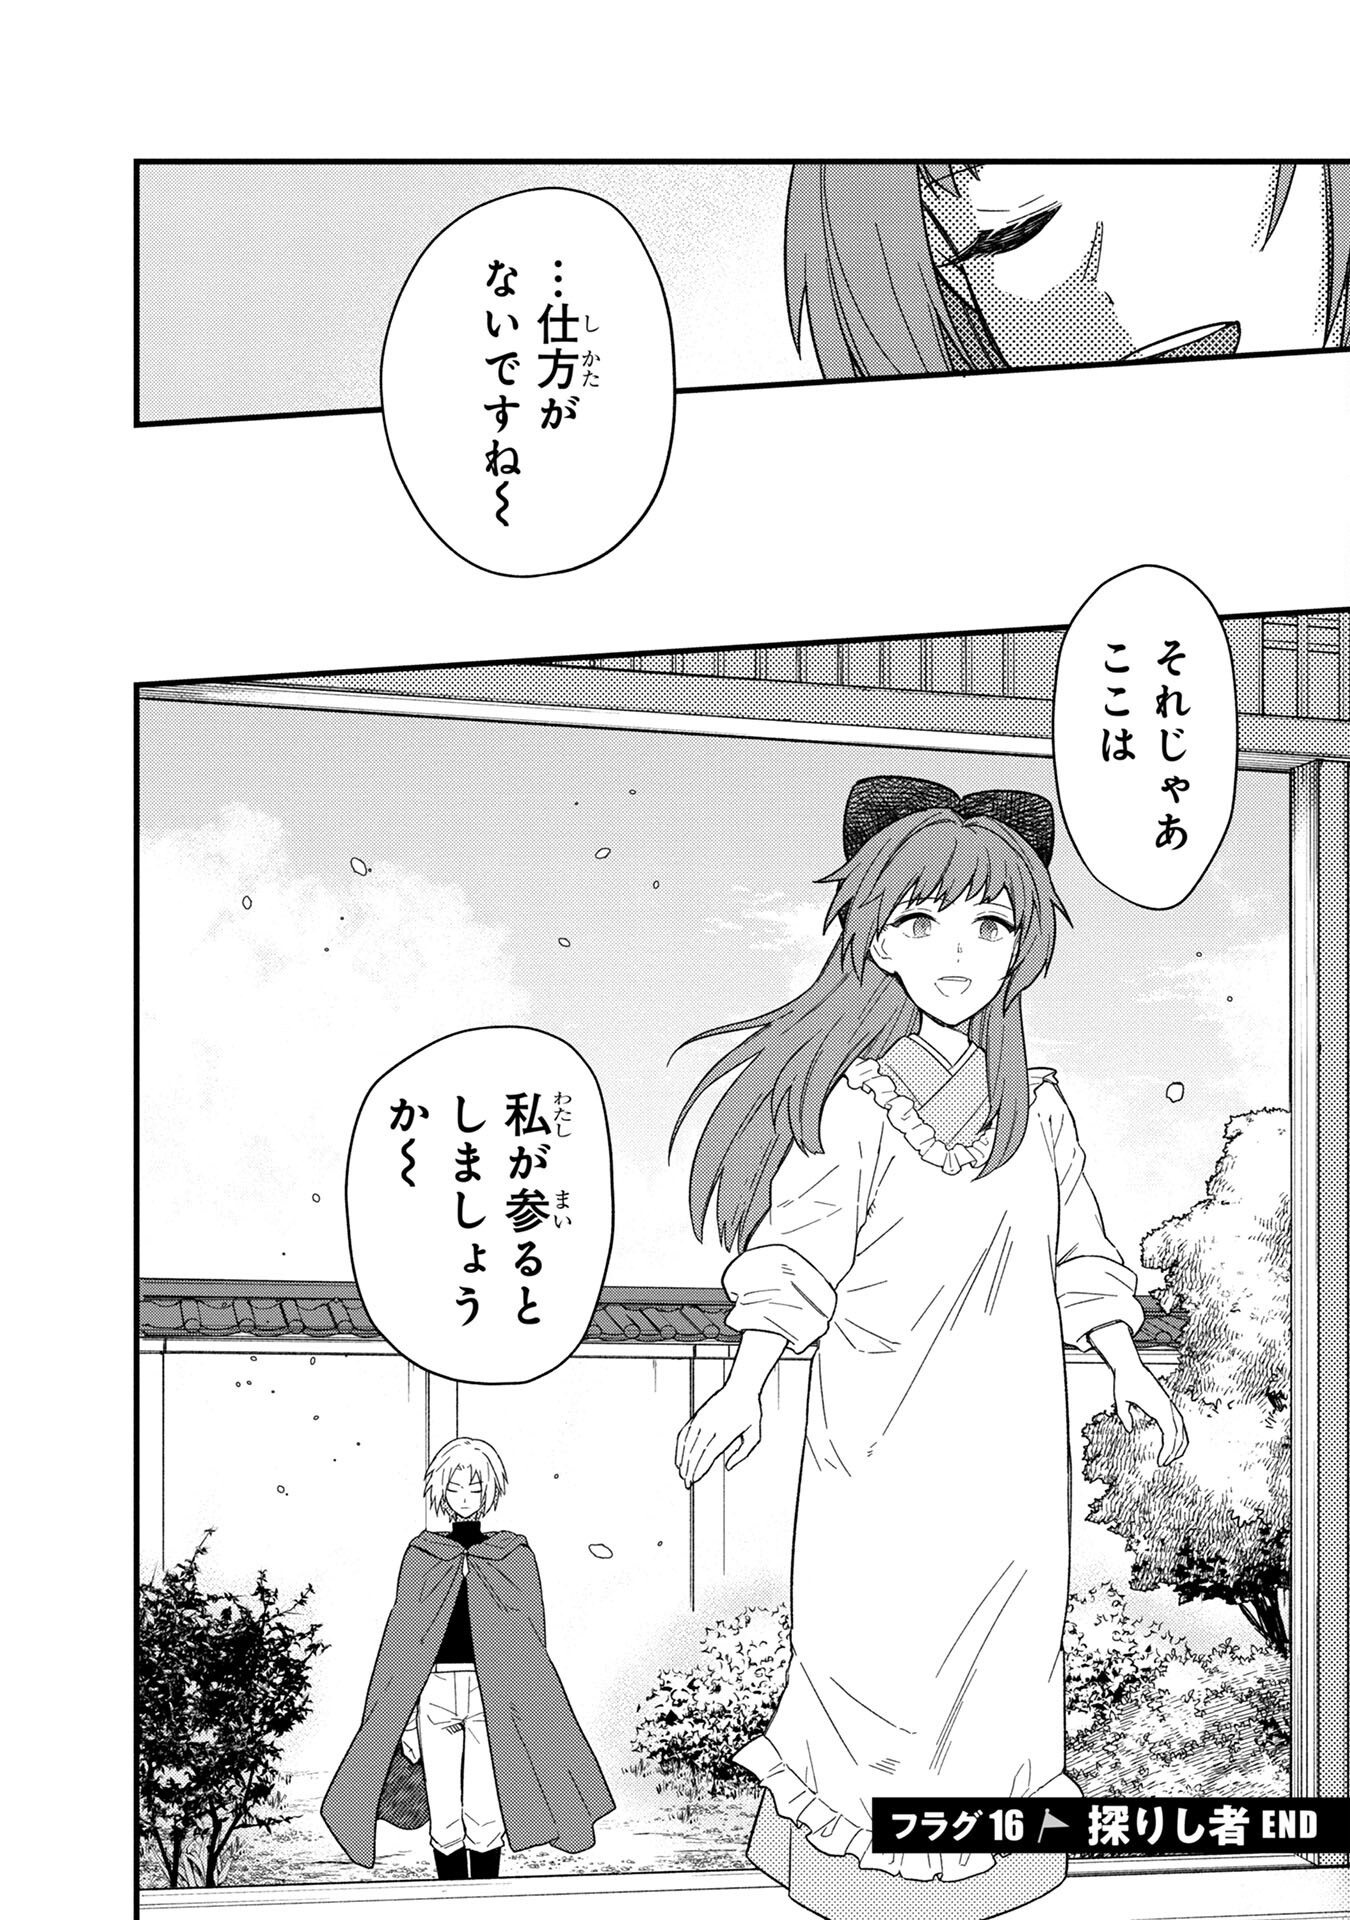 …仕方が
ないですね〜
それじゃあ
ここは
私が参ると
しましょう
か〜
フラグ16 探りし者 END